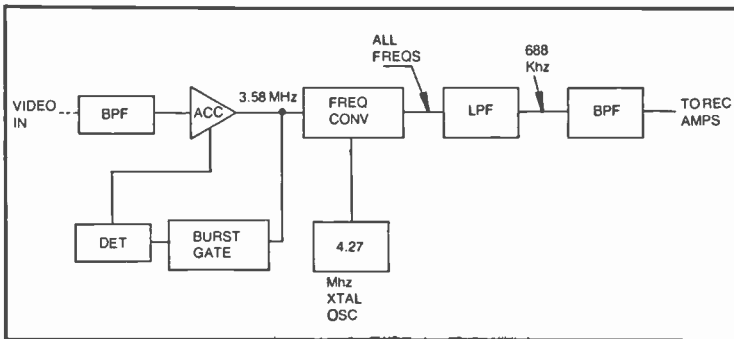 ALL
FREQS
688
Khz
VIDEO
IN
BPF
ACC
3.58 MHz
FREQ
CONV
LPF
BPF
TO REC
AMPS
DET
BURST
GATE
4.27
Mhz
XTAL
OSC